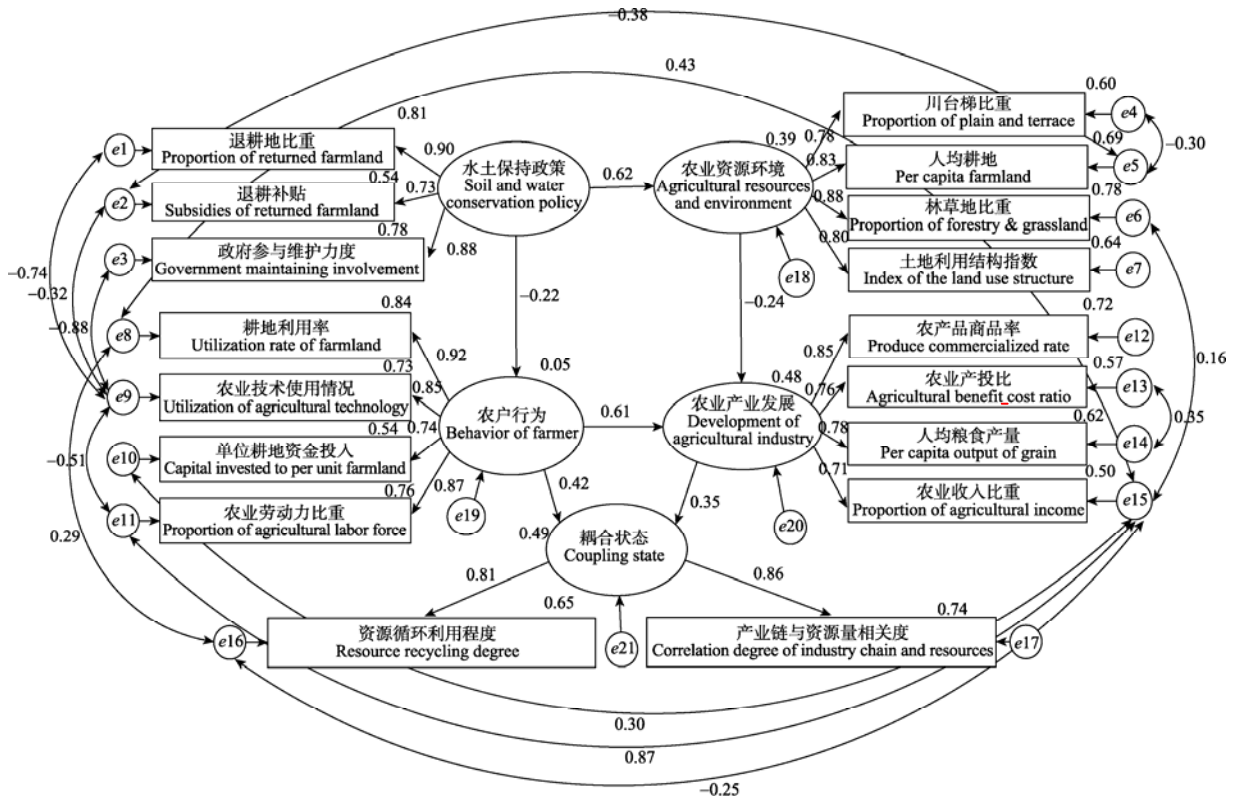 −0.38
0.43
0.81
0.60
e1
退耕地比重
Proportion of returned farmland
0.90
水土保持政策
Soil and water
conservation policy
0.62
0.39
农业资源环境
Agricultural resources
and environment
0.78
川台梯比重
Proportion of plain and terrace
e4
−0.30
0.69
0.83
人均耕地
Per capita farmland
e5
0.54
e2
退耕补贴
Subsidies of returned farmland
0.73
0.78
0.88
林草地比重
Proportion of forestry & grassland
e6
0.78
e3
政府参与维护力度
Government maintaining involvement
0.88
0.64
0.80
土地利用结构指数
Index of the land use structure
e7
e18
−0.74
−0.32
−0.88
−0.22
−0.24
0.84
e8
耕地利用率
Utilization rate of farmland
0.92
0.72
0.85
农产品商品率
Produce commercialized rate
e12
0.16
0.73
e9
农业技术使用情况
Utilization of agricultural technology
0.85
0.05
农户行为
Behavior of farmer
0.61
0.48
农业产业发展
Development of
agricultural industry
0.57
0.76
农业产投比
Agricultural benefit cost ratio
e13
0.35
0.54
e10
单位耕地资金投入
Capital invested to per unit farmland
0.74
0.62
0.78
人均粮食产量
Per capita output of grain
e14
−0.51
0.76
e11
农业劳动力比重
Proportion of agricultural labor force
0.87
e19
0.42
0.35
e20
0.50
0.71
农业收入比重
Proportion of agricultural income
e15
0.29
0.49
耦合状态
Coupling state
0.81
0.86
0.65
e16
资源循环利用程度
Resource recycling degree
e21
0.74
产业链与资源量相关度
Correlation degree of industry chain and resources
e17
0.30
0.87
−0.25